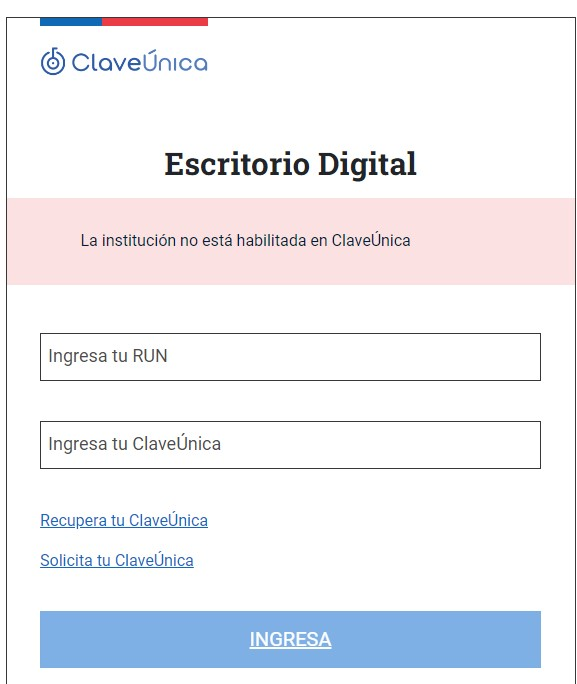 ClaveÚnica
Escritorio Digital
La institución no está habilitada en ClaveÚnica
Ingresa tu RUN
Ingresa tu ClaveÚnica
Recupera tu ClaveÚnica
Solicita tu ClaveÚnica
INGRESA